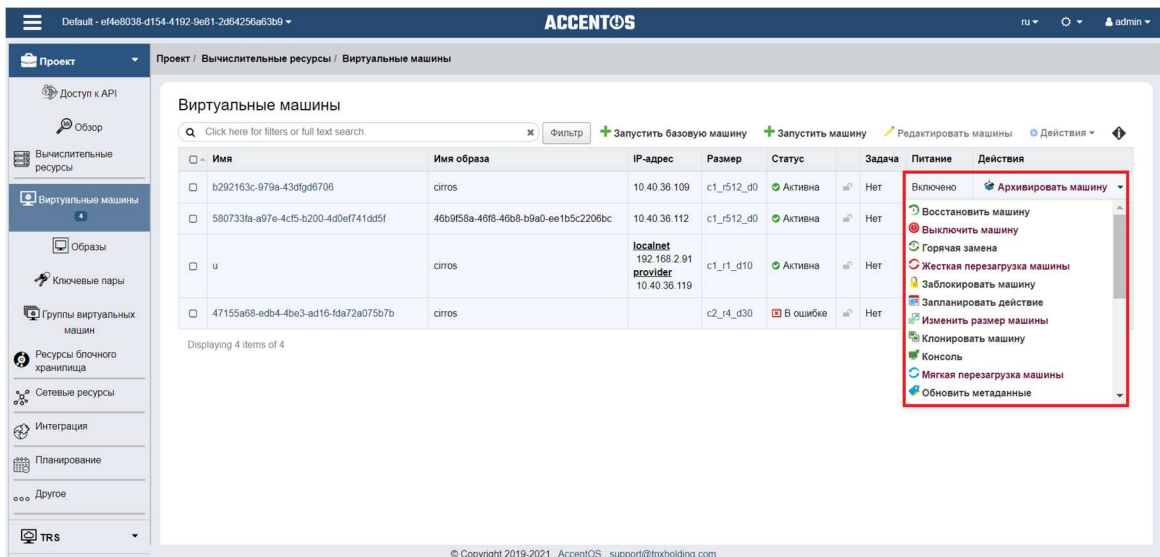 Default - ef4e8038-d154-4192-9e81-2d64256a63b9
ACCENTOS
ru
admin
Проект
Доступ к API
Обзор
Вычислительные
ресурсы
Виртуальные машины
4
Образы
Ключевые пары
Группы виртуальных
машин
Ресурсы блочного
хранилища
Сетевые ресурсы
Интеграция
Планирование
Другое
TRS
Проект / Вычислительные ресурсы / Виртуальные машины
Виртуальные машины
Click here for filters or full text search.
Фильтр
Запустить базовую машину
Запустить машину
Редактировать машины
Действия
Имя Имя образа IP-адрес Размер Статус Задача Питание Действия
b292163c-979a-43dfgd6706 cirros 10.40.36.109 c1_r512_d0 Активна Нет Включено Архивировать машину
580733fa-a97e-4cf5-b200-4d0ef741dd5f 46b9f58a-46f8-46b8-b9a0-ee1b5c2206bc 10.40.36.112 c1_r512_d0 Активна Нет
localnet
192.168.2.91
u cirros c1_r1_d10 Активна Нет
provider
10.40.36.119
47155a68-edb4-4be3-ad16-fda72a075b7b cirros c2_r4_d30 В ошибке Нет
Displaying 4 items of 4
Восстановить машину
Выключить машину
Горячая замена
Жесткая перезагрузка машины
Заблокировать машину
Запланировать действие
Изменить размер машины
Клонировать машину
Консоль
Мягкая перезагрузка машины
Обновить метаданные
© Copyright 2019-2021 AccentOS support@tnxholding.com